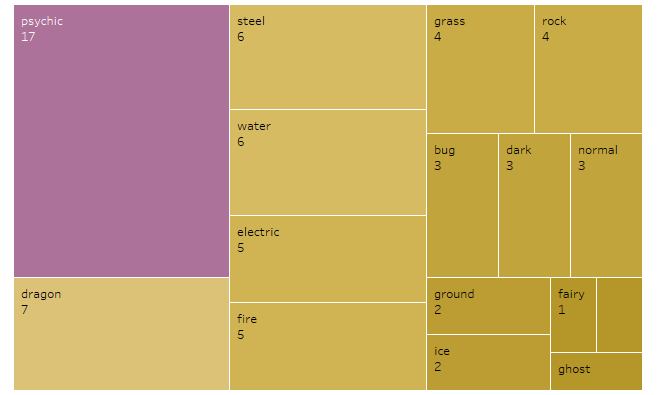 psychic
17
dragon
7
steel
6
water
6
electric
5
fire
5
grass
4
rock
4
bug
3
dark
3
normal
3
ground
2
ice
2
fairy
1
ghost